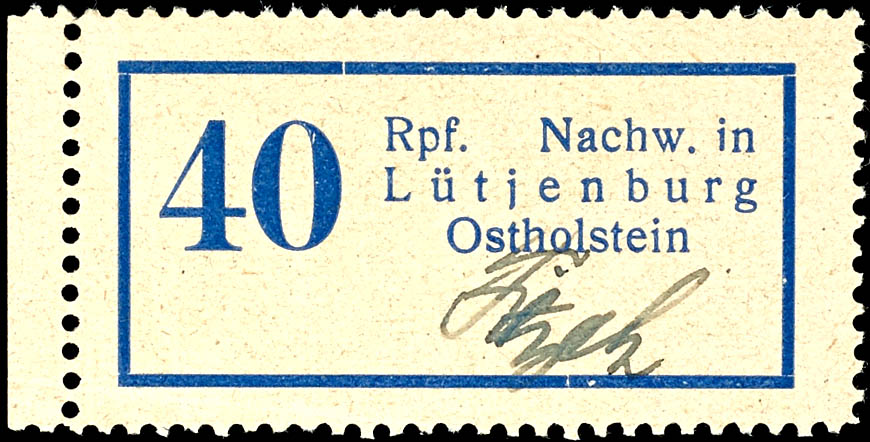 40 Rpf. Nachw. in
Lütjenburg
Ostholstein